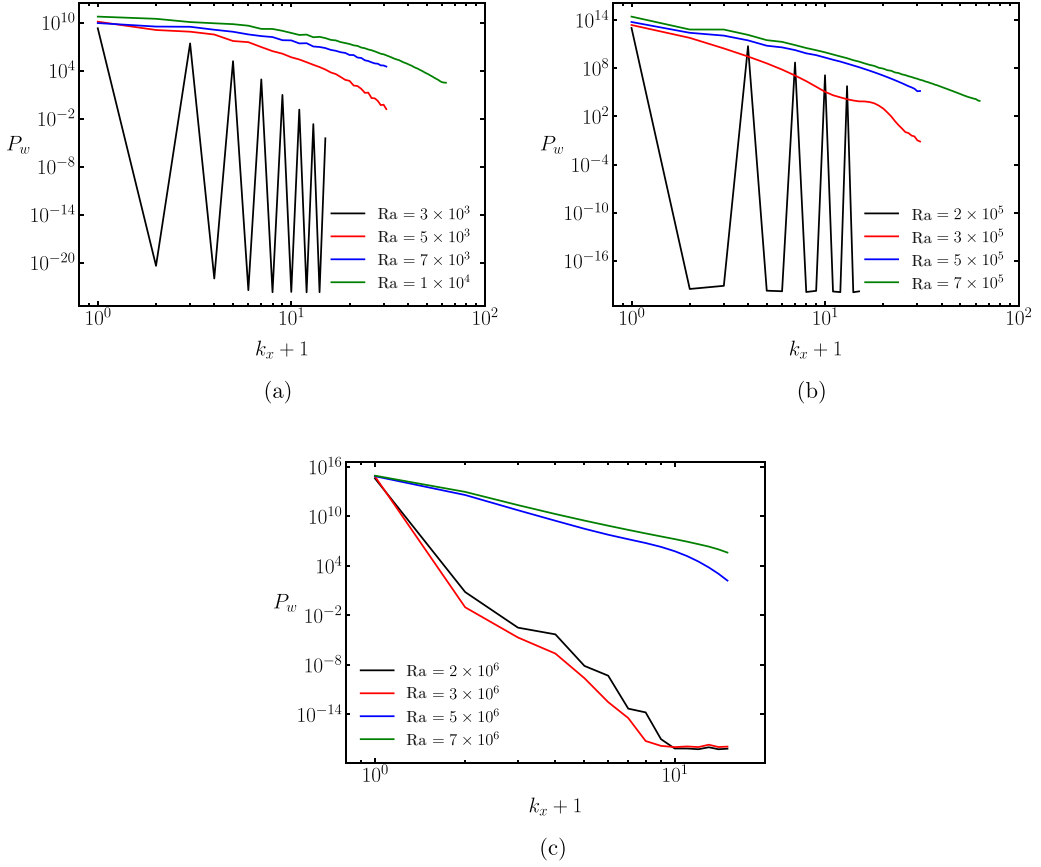 10^{10}
10^{4}
10^{-2}
P_w
10^{-8}
10^{-14}
10^{-20}
Ra = 3 × 10^3
Ra = 5 × 10^3
Ra = 7 × 10^3
Ra = 1 × 10^4
10^0
10^1
10^2
k_x + 1
(a)
10^{14}
10^{8}
10^{2}
P_w
10^{-4}
10^{-10}
10^{-16}
Ra = 2 × 10^5
Ra = 3 × 10^5
Ra = 5 × 10^5
Ra = 7 × 10^5
10^0
10^1
10^2
k_x + 1
(b)
10^{16}
10^{10}
10^{4}
P_w
10^{-2}
10^{-8}
10^{-14}
Ra = 2 × 10^6
Ra = 3 × 10^6
Ra = 5 × 10^6
Ra = 7 × 10^6
10^0
10^1
k_x + 1
(c)